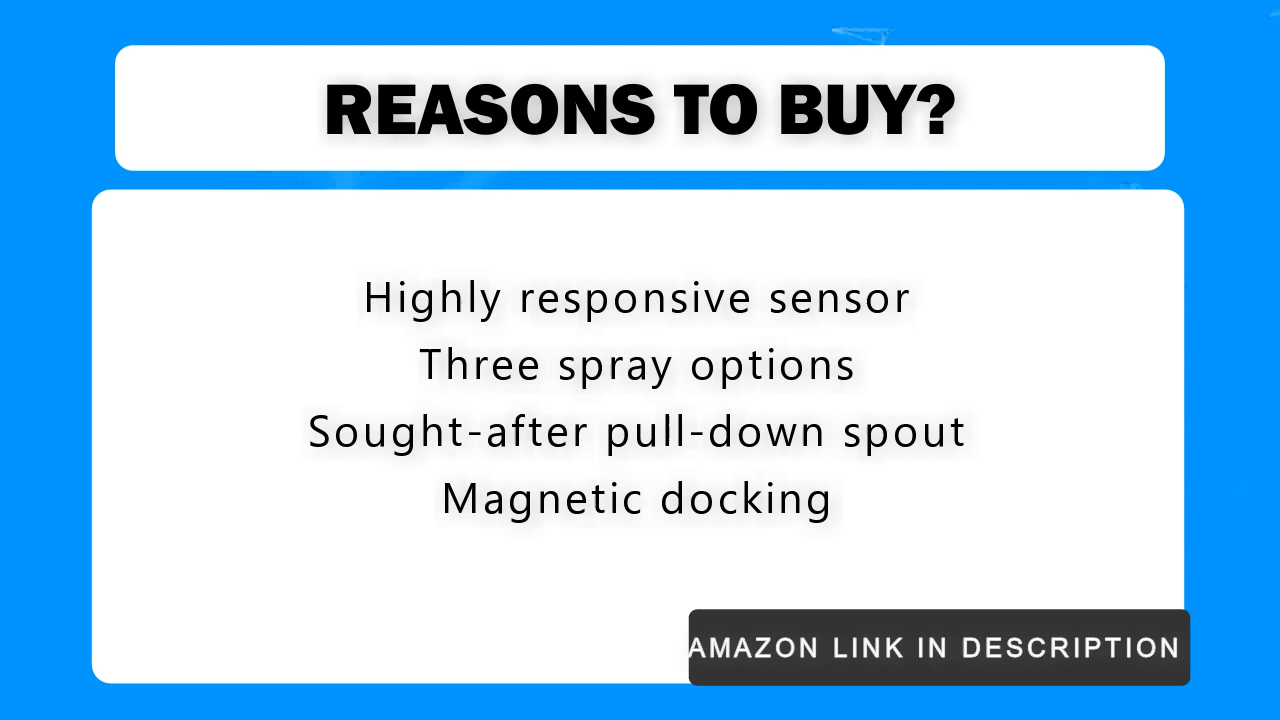 REASONS TO BUY?
Highly responsive sensor
Three spray options
Sought-after pull-down spout
Magnetic docking
AMAZON LINK IN DESCRIPTION